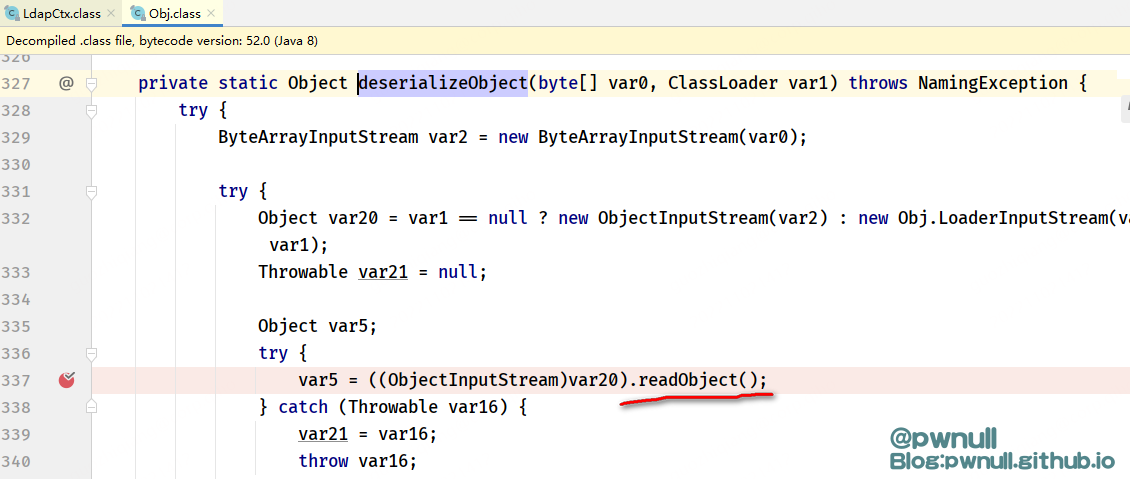 LdapCtx.class × Obj.class ×
Decompiled .class file, bytecode version: 52.0 (Java 8)
326
327 @ private static Object deserializeObject(byte[] var0, ClassLoader var1) throws NamingException {
328 try {
329 ByteArrayInputStream var2 = new ByteArrayInputStream(var0);
330
331 try {
332 Object var20 = var1 == null ? new ObjectInputStream(var2) : new Obj.LoaderInputStream(
var1);
333 Throwable var21 = null;
334
335 Object var5;
336 try {
337 var5 = ((ObjectInputStream)var20).readObject();
338 } catch (Throwable var16) {
339 var21 = var16;
340 throw var16;
@pwnull
Blog:pwnull.github.io